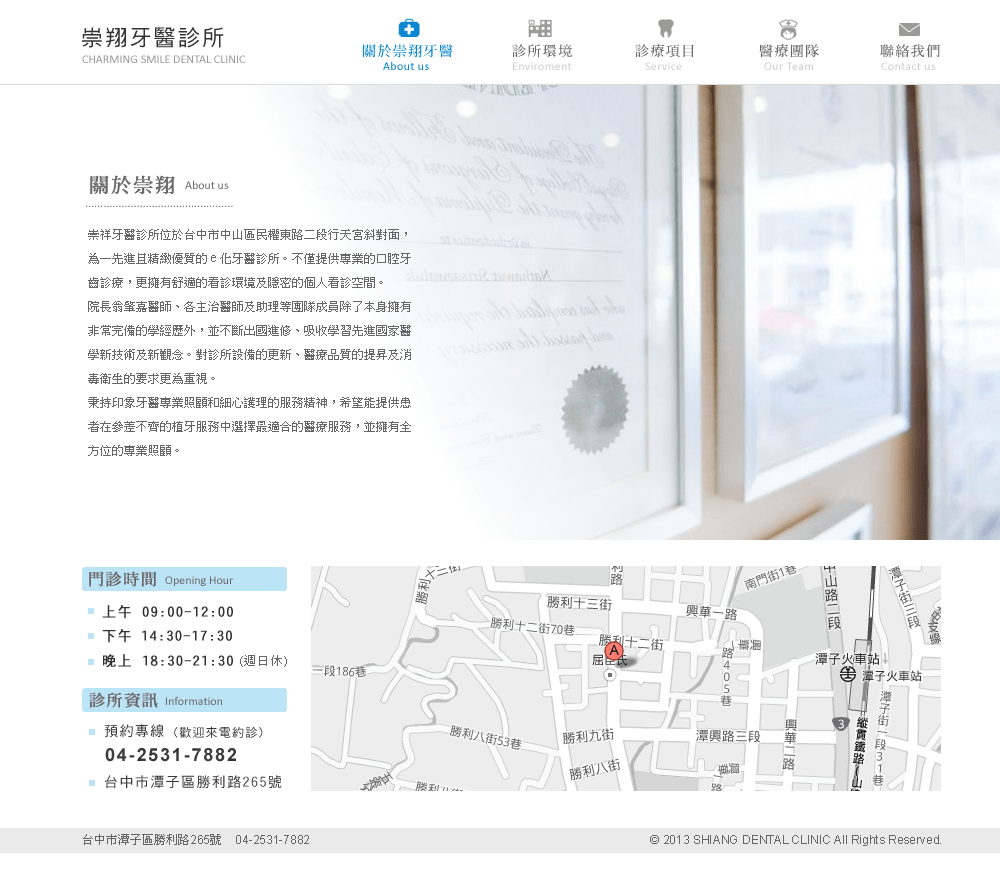 崇翔牙醫診所
CHARMING SMILE DENTAL CLINIC
關於崇翔牙醫
About us
診所環境
Enviroment
診療項目
Service
醫療團隊
Our Team
聯絡我們
Contact us
關於崇翔 About us
崇祥牙醫診所位於台中市中山區民權東路二段行天宮斜對面，
為一先進且精緻優質的e化牙醫診所。不僅提供專業的口腔牙
齒診療，更擁有舒適的看診環境及隱密的個人看診空間。
院長翁肇嘉醫師、各主治醫師及助理等團隊成員除了本身擁有
非常完備的學經歷外，並不斷出國進修、吸收學習先進國家醫
學新技術及新觀念。對診所設備的更新、醫療品質的提昇及消
毒衛生的要求更為重視。
秉持印象牙醫專業照顧和細心護理的服務精神，希望能提供患
者在參差不齊的植牙服務中選擇最適合的醫療服務，並擁有全
方位的專業照顧。
門診時間 Opening Hour
上午 09:00-12:00
下午 14:30-17:30
晚上 18:30-21:30 (週日休)
診所資訊 Information
預約專線 (歡迎來電約診)
04-2531-7882
台中市潭子區勝利路265號
勝利十三街
利路
南門街1巷
中山路二段
潭子街三段
勝利十三街
興華一路
勝利十二街70巷
勝利十二街
A
屈臣氏
路405巷
潭子火車站
潭子火車站
一段186巷
潭子街一段31巷
3
縱貫鐵路(山
勝利八街53巷
勝利九街
潭興路三段
興華二路
勝利八街
台中市潭子區勝利路265號 04-2531-7882
© 2013 SHIANG DENTAL CLINIC All Rights Reserved.